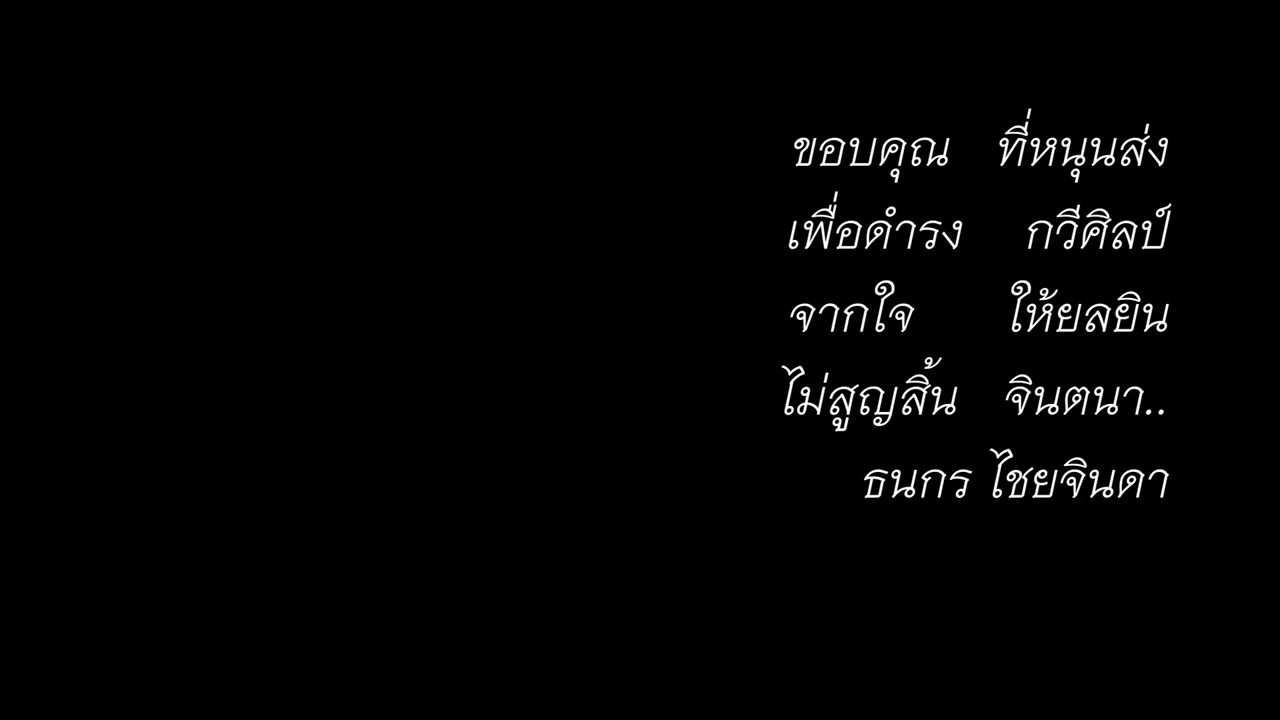 ขอบคุณ ที่หนุนส่ง
เพื่อดำรง กวีศิลป์
จากใจ ให้ยลยิน
ไม่สูญสิ้น จินตนา..
ธนกร ไชยจินดา